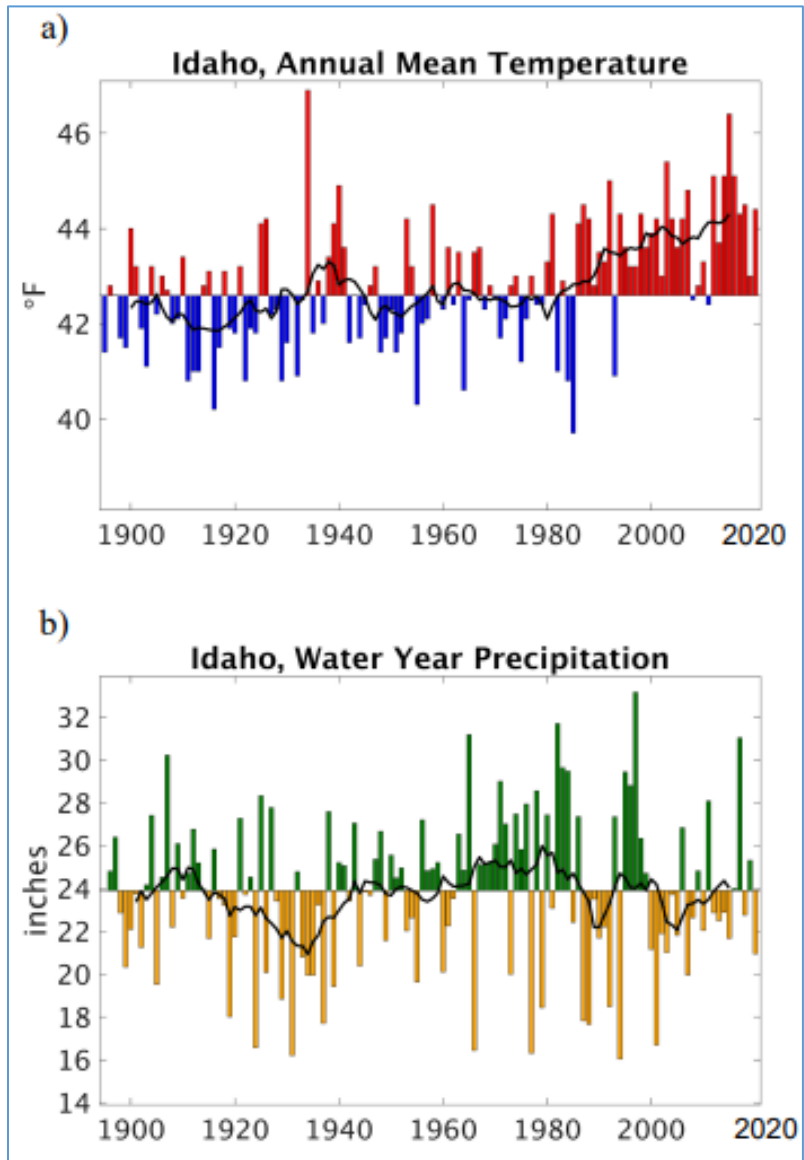 a)
Idaho, Annual Mean Temperature
46
44
42
40
°F
1900 1920 1940 1960 1980 2000 2020
b)
Idaho, Water Year Precipitation
32
30
28
26
24
22
20
18
16
14
inches
1900 1920 1940 1960 1980 2000 2020